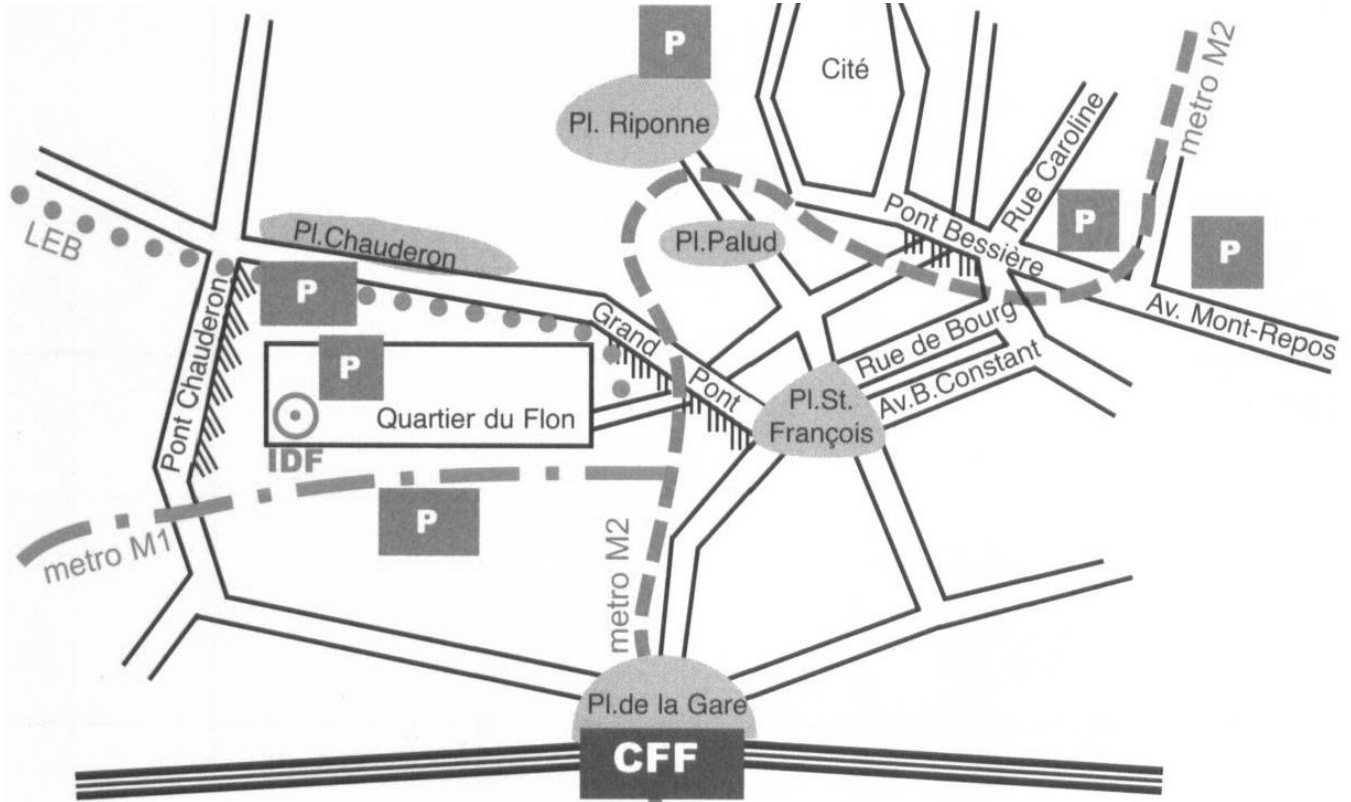 P
Cité
Pl. Riponne
metro M2
Rue Caroline
P
Pont Bessière
P
LEB
Pl.Chauderon
Pl.Palud
P
Grand
Pont
Rue de Bourg
Av. Mont-Repos
Pont Chauderon
P
Quartier du Flon
Pl.St.
François
Av.B.Constant
IDF
P
metro M1
metro M2
Pl.de la Gare
CFF